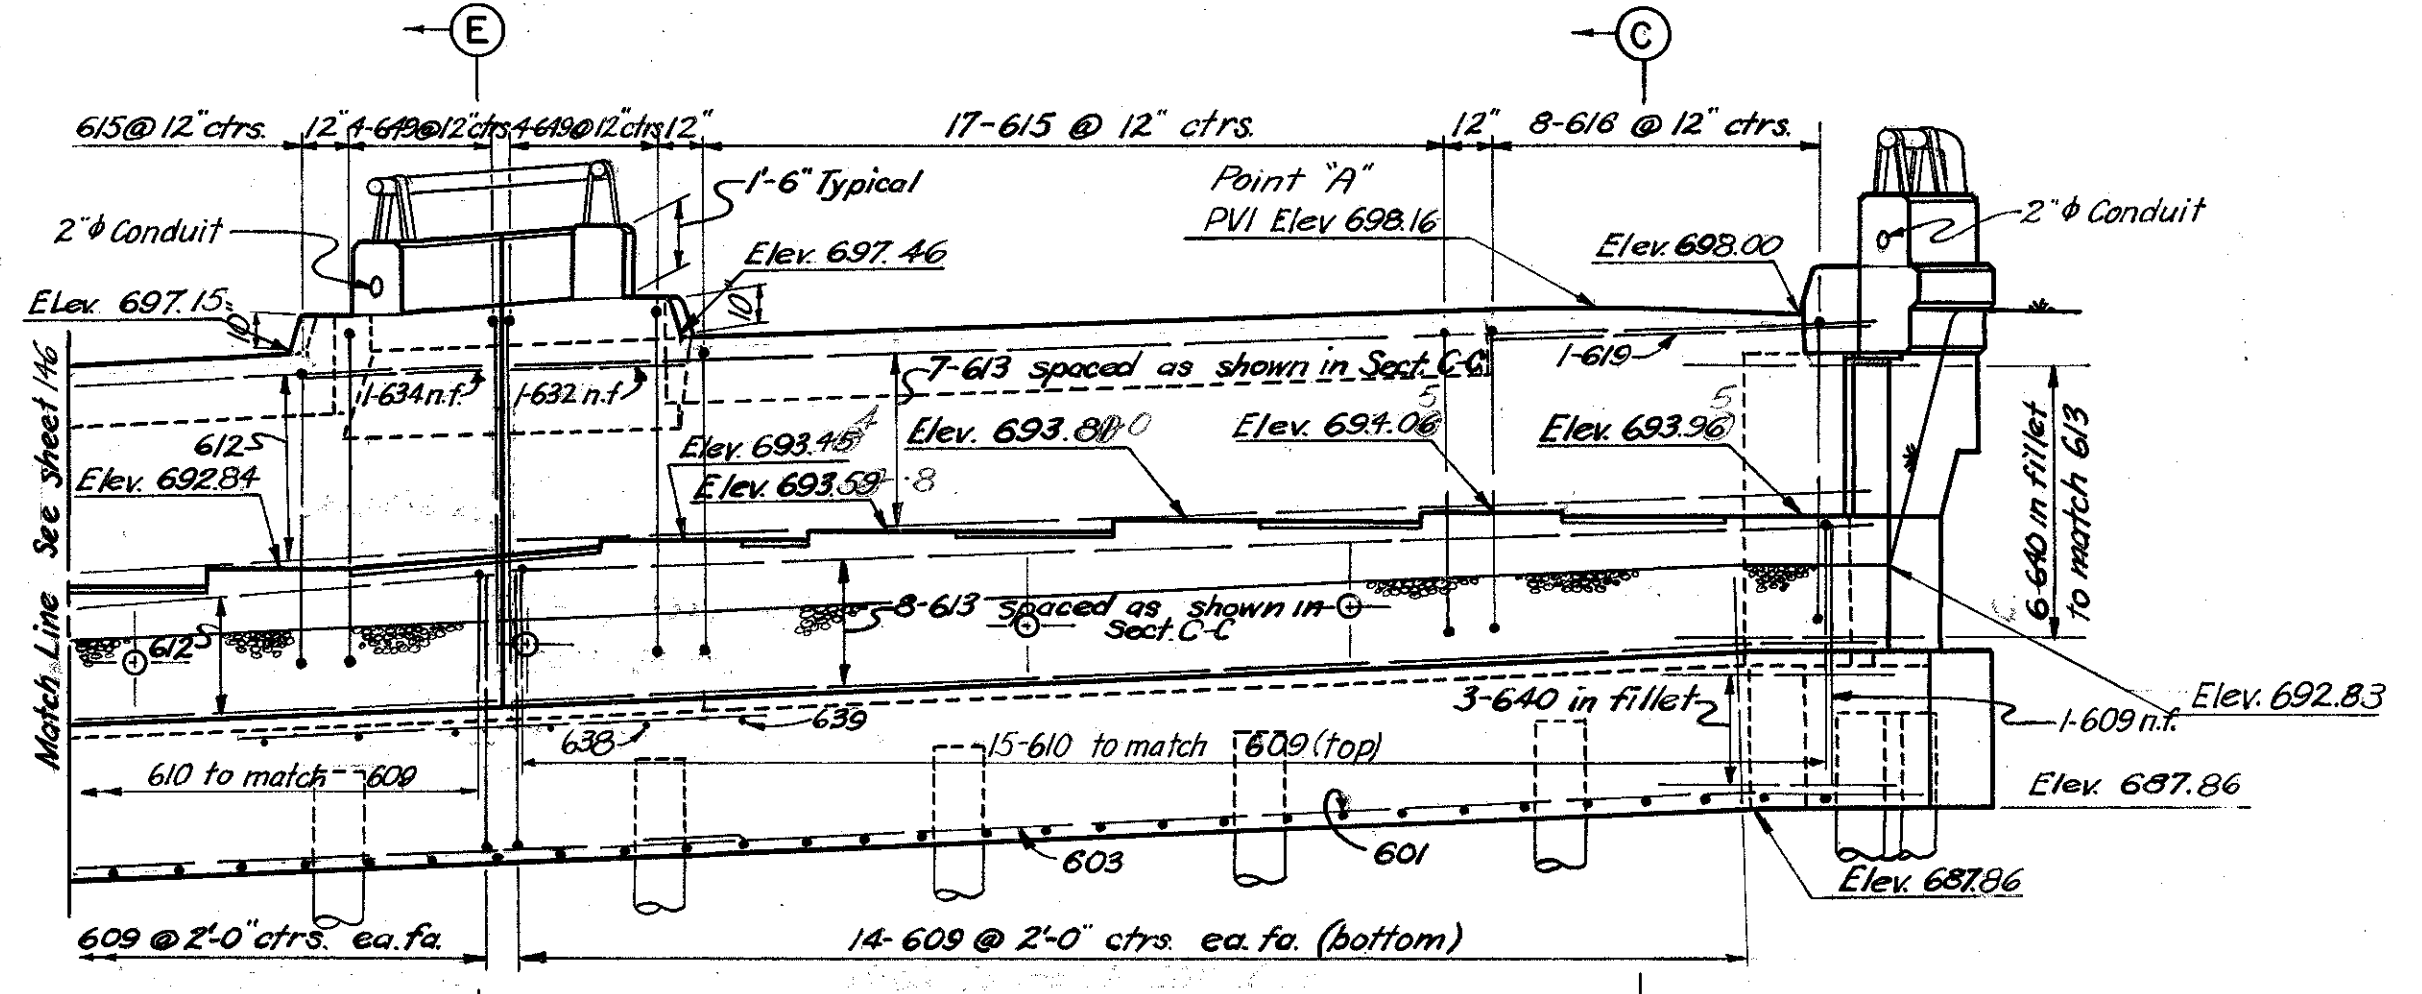 E
C
615 @ 12" ctrs.
12"
4-649 @ 12" ctrs
4-649 @ 12" ctrs
12"
17-615 @ 12" ctrs.
12"
8-616 @ 12" ctrs.
2"ϕ Conduit
1'-6" Typical
Point "A"
PVI Elev 698.16
2"ϕ Conduit
Elev. 697.46
Elev. 698.00
Elev. 697.15
10"
10"
1-634 n.f.
1-632 n.f.
7-613 spaced as shown in Sect. C-C
1-619
612
Elev. 692.84
Elev. 693.45
Elev. 693.59
8
Elev. 693.81
0
5
Elev. 694.06
5
Elev. 693.96
Match Line See sheet 146
6-640 in fillet
to match 613
612
8-613 spaced as shown in
Sect. C-C
639
638
3-640 in fillet
Elev. 692.83
1-609 n.f.
610 to match 609
15-610 to match 609 (top)
Elev. 687.86
603
601
Elev. 687.86
609 @ 2'-0" ctrs. ea. fa.
14-609 @ 2'-0" ctrs. ea. fa. (bottom)